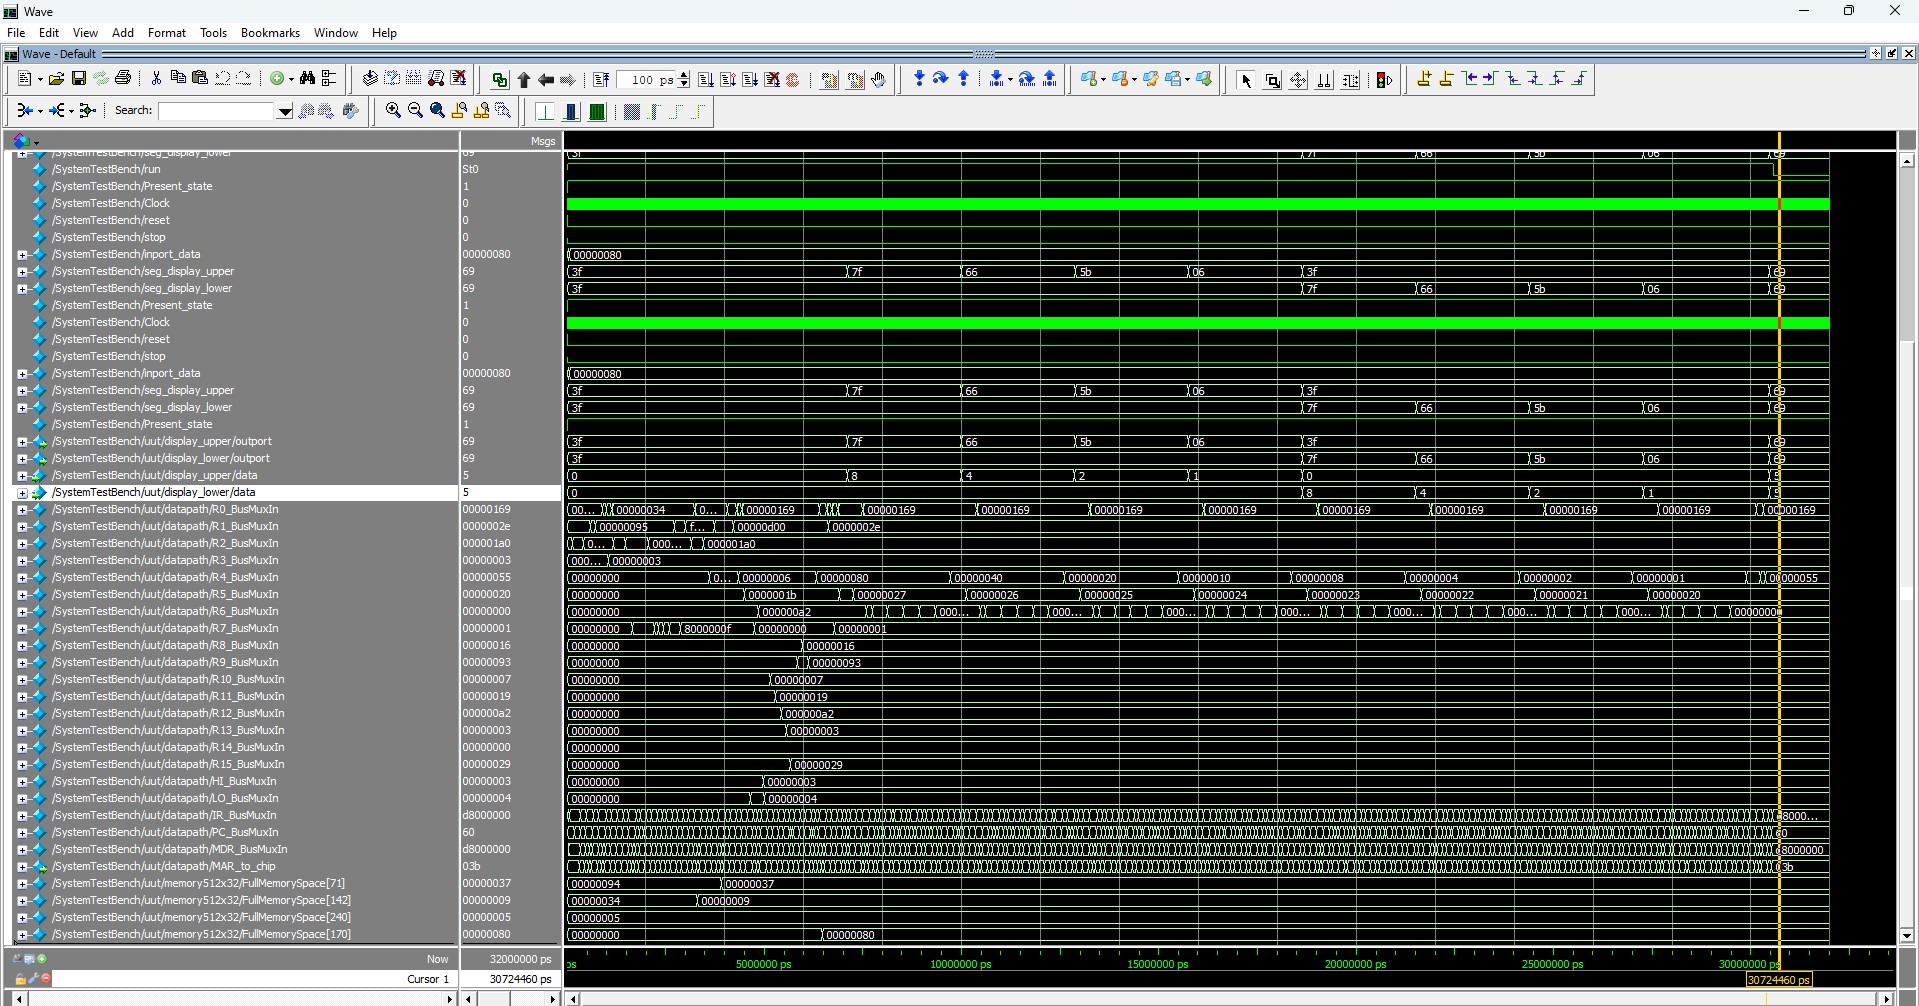 Wave
File Edit View Add Format Tools Bookmarks Window Help
Wave - Default
100 ps
Search:
Msgs
/SystemTestBench/seg_display_lower 69 3f 7f 66 5b 06 69
/SystemTestBench/run St0
/SystemTestBench/Present_state 1
/SystemTestBench/Clock 0
/SystemTestBench/reset 0
/SystemTestBench/stop 0
/SystemTestBench/inport_data 00000080 00000080
/SystemTestBench/seg_display_upper 69 3f 7f 66 5b 06 3f 69
/SystemTestBench/seg_display_lower 69 3f 7f 66 5b 06 69
/SystemTestBench/Present_state 1
/SystemTestBench/Clock 0
/SystemTestBench/reset 0
/SystemTestBench/stop 0
/SystemTestBench/inport_data 00000080 00000080
/SystemTestBench/seg_display_upper 69 3f 7f 66 5b 06 3f 69
/SystemTestBench/seg_display_lower 69 3f 7f 66 5b 06 69
/SystemTestBench/Present_state 1
/SystemTestBench/uut/display_upper/outport 69 3f 7f 66 5b 06 3f 69
/SystemTestBench/uut/display_lower/outport 69 3f 7f 66 5b 06 69
/SystemTestBench/uut/display_upper/data 5 0 8 4 2 1 0 5
/SystemTestBench/uut/display_lower/data 5 0 8 4 2 1 5
/SystemTestBench/uut/datapath/R0_BusMuxIn 00000169 00... 00000034 0... 00000169 00000169 00000169 00000169 00000169 00000169 00000169 00000169 00000169 00000169
/SystemTestBench/uut/datapath/R1_BusMuxIn 0000002e 00000095 f... 00000d00 0000002e
/SystemTestBench/uut/datapath/R2_BusMuxIn 000001a0 0... 000... 000001a0
/SystemTestBench/uut/datapath/R3_BusMuxIn 00000003 000... 00000003
/SystemTestBench/uut/datapath/R4_BusMuxIn 00000055 00000000 0... 00000006 00000080 00000040 00000020 00000010 00000008 00000004 00000002 00000001 00000055
/SystemTestBench/uut/datapath/R5_BusMuxIn 00000020 00000000 0000001b 00000027 00000026 00000025 00000024 00000023 00000022 00000021 00000020
/SystemTestBench/uut/datapath/R6_BusMuxIn 00000000 00000000 000000a2 000... 000... 000... 000... 000... 000... 000... 00000000
/SystemTestBench/uut/datapath/R7_BusMuxIn 00000001 00000000 8000000f 00000000 00000001
/SystemTestBench/uut/datapath/R8_BusMuxIn 00000016 00000000 00000016
/SystemTestBench/uut/datapath/R9_BusMuxIn 00000093 00000000 00000093
/SystemTestBench/uut/datapath/R10_BusMuxIn 00000007 00000000 00000007
/SystemTestBench/uut/datapath/R11_BusMuxIn 00000019 00000000 00000019
/SystemTestBench/uut/datapath/R12_BusMuxIn 000000a2 00000000 000000a2
/SystemTestBench/uut/datapath/R13_BusMuxIn 00000003 00000000 00000003
/SystemTestBench/uut/datapath/R14_BusMuxIn 00000000 00000000
/SystemTestBench/uut/datapath/R15_BusMuxIn 00000029 00000000 00000029
/SystemTestBench/uut/datapath/HI_BusMuxIn 00000003 00000000 00000003
/SystemTestBench/uut/datapath/LO_BusMuxIn 00000004 00000000 00000004
/SystemTestBench/uut/datapath/IR_BusMuxIn d8000000 d8000...
/SystemTestBench/uut/datapath/PC_BusMuxIn 60 60
/SystemTestBench/uut/datapath/MDR_BusMuxIn d8000000 d8000000
/SystemTestBench/uut/datapath/MAR_to_chip 03b 03b
/SystemTestBench/uut/memory512x32/FullMemorySpace[71] 00000037 00000094 00000037
/SystemTestBench/uut/memory512x32/FullMemorySpace[142] 00000009 00000034 00000009
/SystemTestBench/uut/memory512x32/FullMemorySpace[240] 00000005 00000005
/SystemTestBench/uut/memory512x32/FullMemorySpace[170] 00000080 00000000 00000080
Now 32000000 ps ps 5000000 ps 10000000 ps 15000000 ps 20000000 ps 25000000 ps 30000000 ps
Cursor 1 30724460 ps 30724460 ps